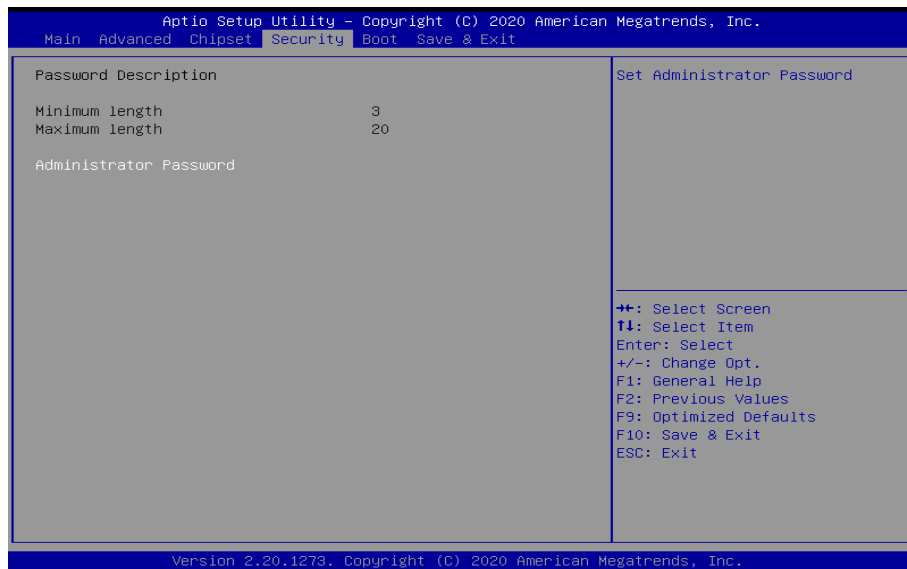 Aptio Setup Utility – Copyright (C) 2020 American Megatrends, Inc.
Main Advanced Chipset Security Boot Save & Exit
Password Description
Minimum length 3
Maximum length 20
Administrator Password
Set Administrator Password
→←: Select Screen
↑↓: Select Item
Enter: Select
+/-: Change Opt.
F1: General Help
F2: Previous Values
F9: Optimized Defaults
F10: Save & Exit
ESC: Exit
Version 2.20.1273. Copyright (C) 2020 American Megatrends, Inc.